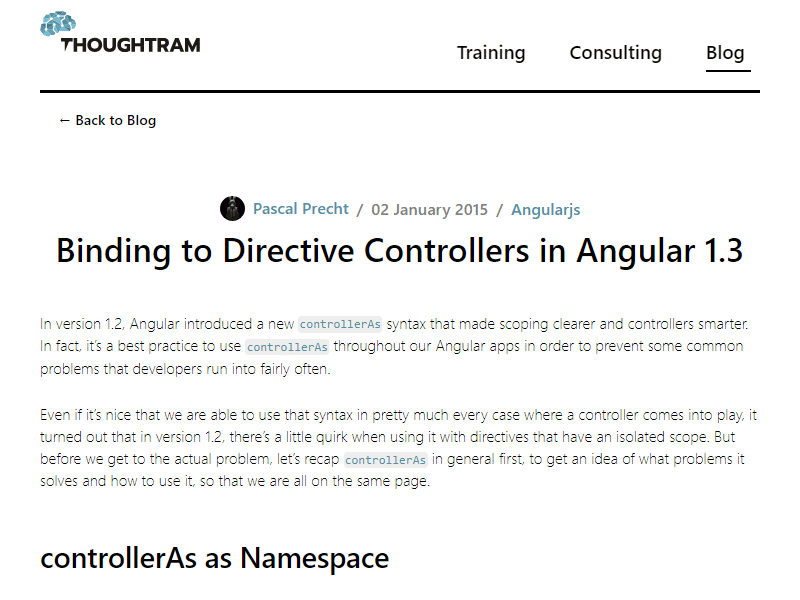 THOUGHTRAM
Training Consulting Blog
← Back to Blog
Pascal Precht / 02 January 2015 / Angularjs
Binding to Directive Controllers in Angular 1.3
In version 1.2, Angular introduced a new controllerAs syntax that made scoping clearer and controllers smarter.
In fact, it's a best practice to use controllerAs throughout our Angular apps in order to prevent some common
problems that developers run into fairly often.
Even if it's nice that we are able to use that syntax in pretty much every case where a controller comes into play, it
turned out that in version 1.2, there's a little quirk when using it with directives that have an isolated scope. But
before we get to the actual problem, let's recap controllerAs in general first, to get an idea of what problems it
solves and how to use it, so that we are all on the same page.
controllerAs as Namespace